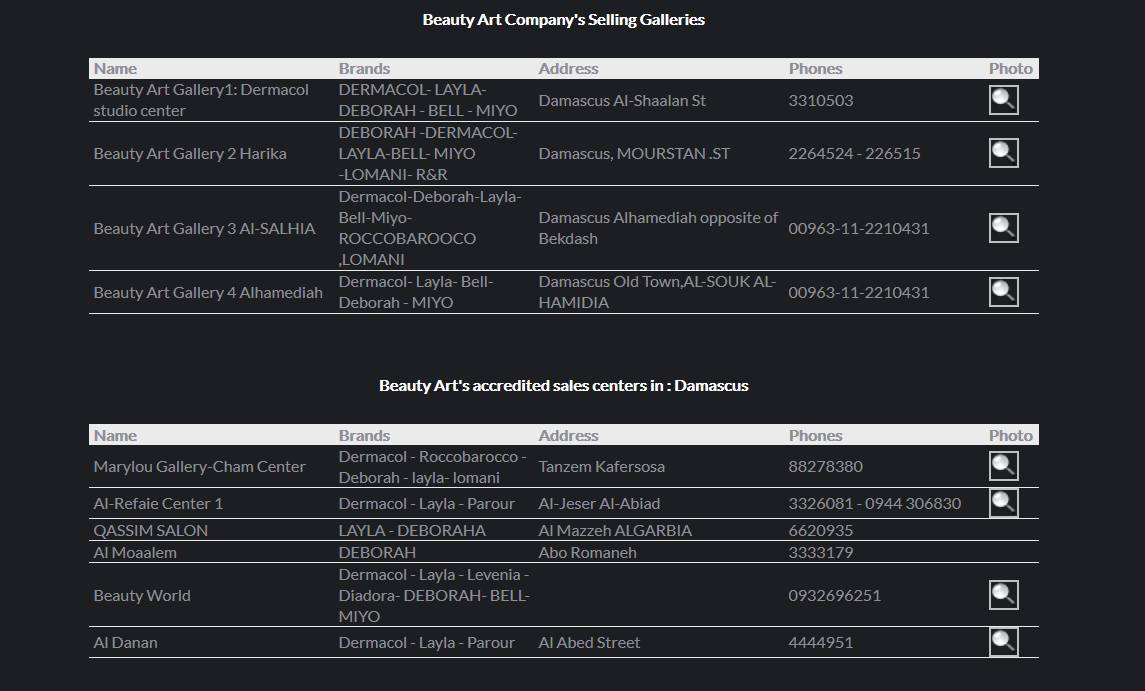 Beauty Art Company's Selling Galleries
Name Brands Address Phones Photo
Beauty Art Gallery1: Dermacol
studio center
DERMACOL- LAYLA-
DEBORAH - BELL - MIYO
Damascus Al-Shaalan St
3310503
Beauty Art Gallery 2 Harika
DEBORAH -DERMACOL-
LAYLA-BELL- MIYO
-LOMANI- R&R
Damascus, MOURSTAN .ST
2264524 - 226515
Beauty Art Gallery 3 Al-SALHIA
Dermacol-Deborah-Layla-
Bell-Miyo-
ROCCOBAROOCO
,LOMANI
Damascus Alhamediah opposite of
Bekdash
00963-11-2210431
Beauty Art Gallery 4 Alhamediah
Dermacol- Layla- Bell-
Deborah - MIYO
Damascus Old Town,AL-SOUK AL-
HAMIDIA
00963-11-2210431
Beauty Art's accredited sales centers in : Damascus
Name Brands Address Phones Photo
Marylou Gallery-Cham Center
Dermacol - Roccobarocco -
Deborah - layla- lomani
Tanzem Kafersosa
88278380
Al-Refaie Center 1
Dermacol - Layla - Parour
Al-Jeser Al-Abiad
3326081 - 0944 306830
QASSIM SALON
LAYLA - DEBORAHA
Al Mazzeh ALGARBIA
6620935
Al Moaalem
DEBORAH
Abo Romaneh
3333179
Beauty World
Dermacol - Layla - Levenia -
Diadora- DEBORAH- BELL-
MIYO
0932696251
Al Danan
Dermacol - Layla - Parour
Al Abed Street
4444951